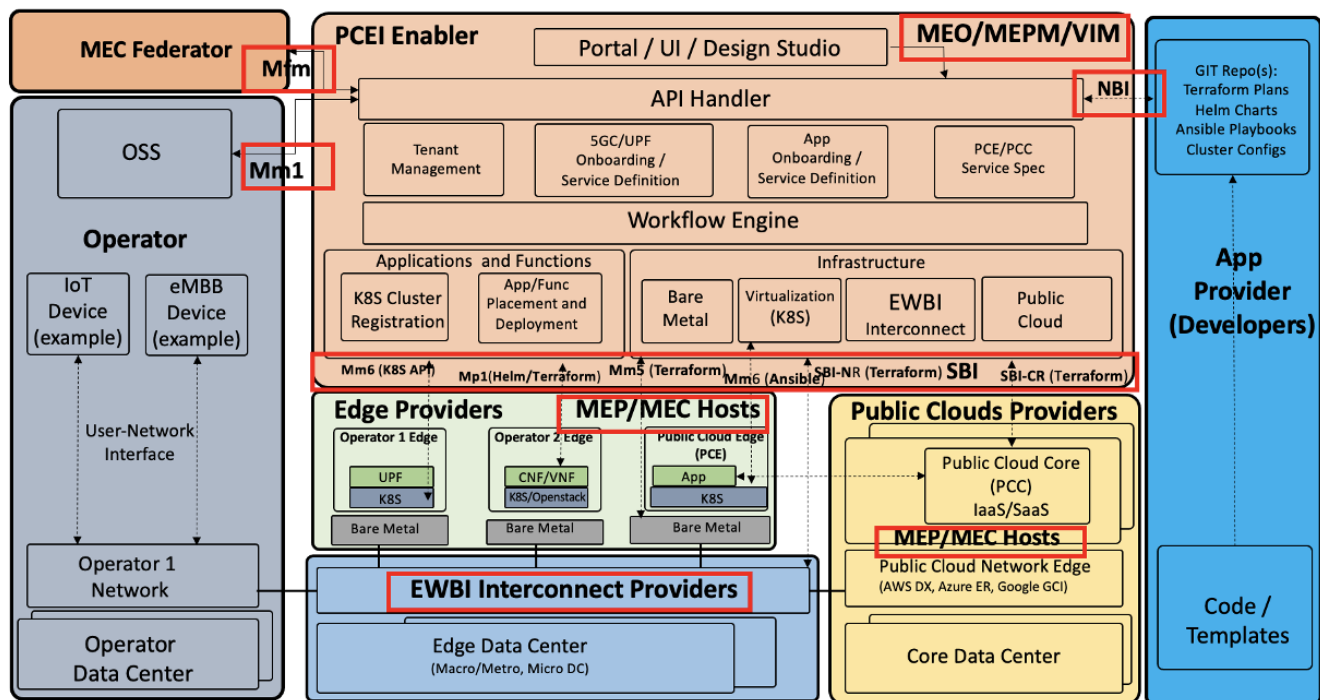 MEC Federator
Mfm
OSS
Mm1
Operator
IoT
Device
(example)
eMBB
Device
(example)
User-Network
Interface
Operator 1
Network
Operator
Data Center
PCEI Enabler
MEO/MEPM/VIM
Portal / UI / Design Studio
API Handler
NBI
Tenant
Management
5GC/UPF
Onboarding /
Service Definition
App
Onboarding /
Service Definition
PCE/PCC
Service Spec
Workflow Engine
Applications and Functions
K8S Cluster
Registration
App/Func
Placement and
Deployment
Infrastructure
Bare
Metal
Virtualization
(K8S)
EWBI
Interconnect
Public
Cloud
Mm6 (K8S API)
Mp1(Helm/Terraform)
Mm5 (Terraform)
Mm6 (Ansible)
SBI-NR (Terraform)
SBI
SBI-CR (Terraform)
Edge Providers
MEP/MEC Hosts
Operator 1 Edge
UPF
K8S
Bare Metal
Operator 2 Edge
CNF/VNF
K8S/Openstack
Bare Metal
Public Cloud Edge
(PCE)
App
K8S
Bare Metal
EWBI Interconnect Providers
Edge Data Center
(Macro/Metro, Micro DC)
Public Clouds Providers
Public Cloud Core
(PCC)
IaaS/SaaS
MEP/MEC Hosts
Public Cloud Network Edge
(AWS DX, Azure ER, Google GCI)
Core Data Center
GIT Repo(s):
Terraform Plans
Helm Charts
Ansible Playbooks
Cluster Configs
App
Provider
(Developers)
Code /
Templates